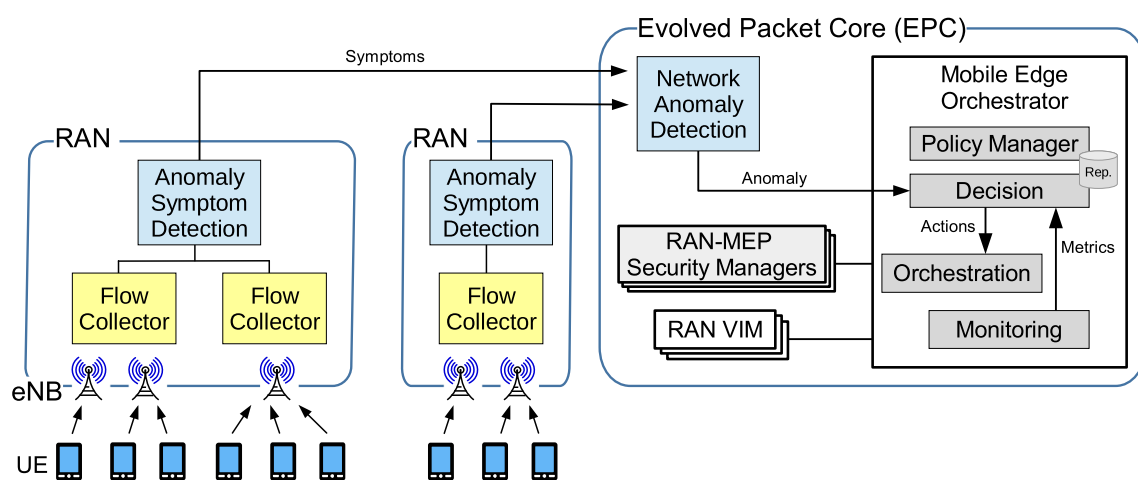 Evolved Packet Core (EPC)
Symptoms
Network
Anomaly
Detection
Mobile Edge
Orchestrator
Policy Manager
Rep.
Anomaly
Decision
Actions
Metrics
Orchestration
Monitoring
RAN-MEP
Security Managers
RAN VIM
RAN
Anomaly
Symptom
Detection
Flow
Collector
Flow
Collector
RAN
Anomaly
Symptom
Detection
Flow
Collector
eNB
UE